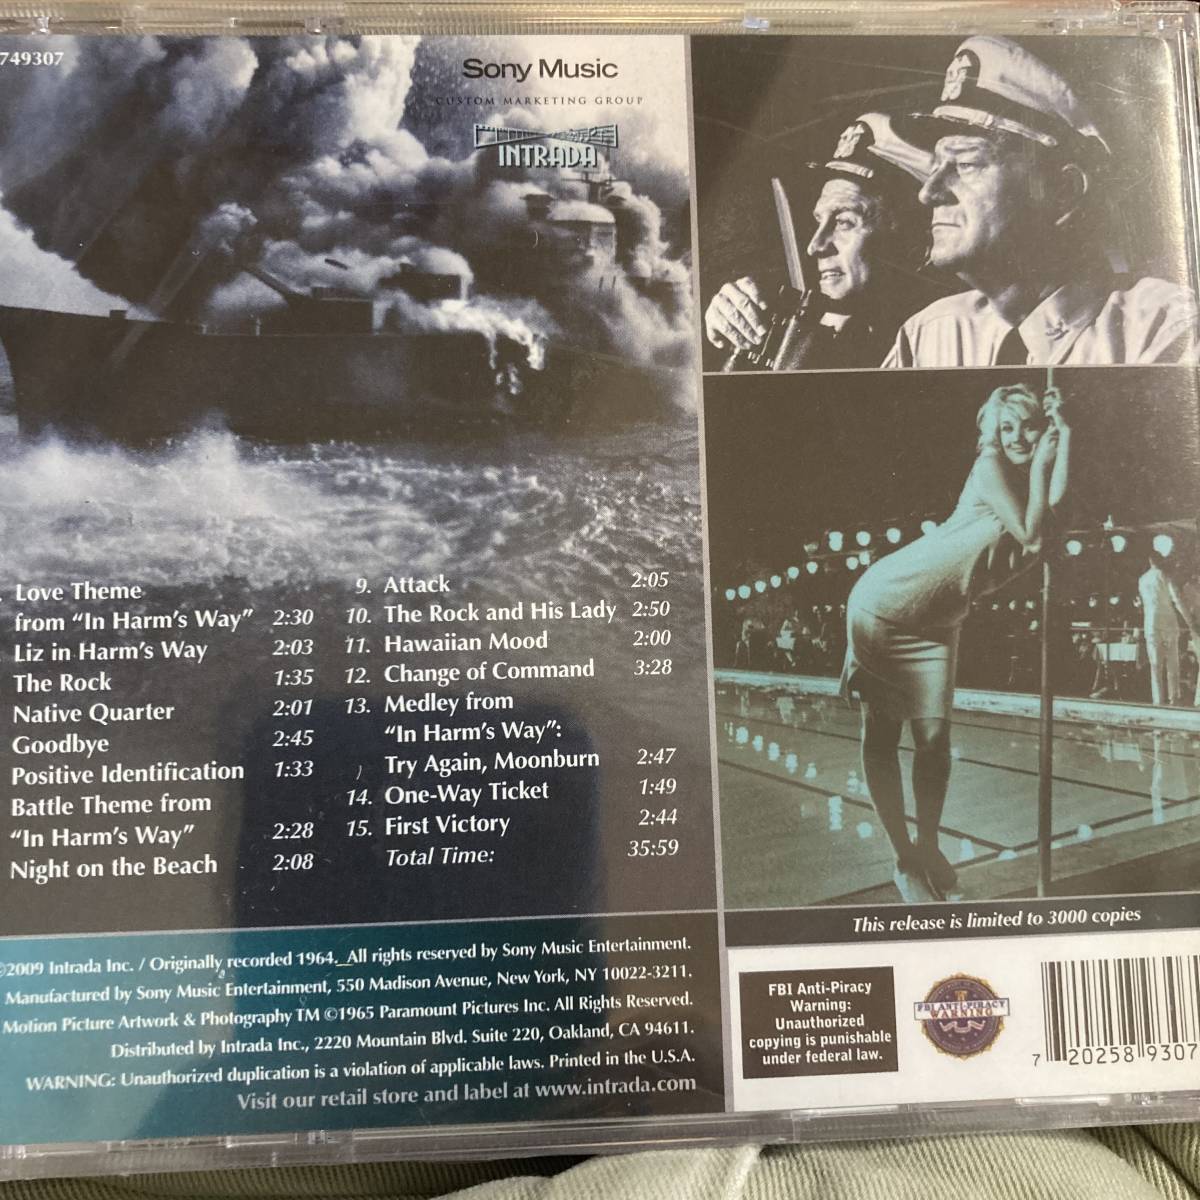 749307
Sony Music
CUSTOM MARKETING GROUP
INTRADA
. Love Theme
from “In Harm’s Way” 2:30
Liz in Harm’s Way 2:03
The Rock 1:35
Native Quarter 2:01
Goodbye 2:45
Positive Identification 1:33
Battle Theme from
“In Harm’s Way” 2:28
Night on the Beach 2:08
9. Attack 2:05
10. The Rock and His Lady 2:50
11. Hawaiian Mood 2:00
12. Change of Command 3:28
13. Medley from
“In Harm’s Way”:
Try Again, Moonburn 2:47
14. One-Way Ticket 1:49
15. First Victory 2:44
Total Time: 35:59
©2009 Intrada Inc. / Originally recorded 1964. All rights reserved by Sony Music Entertainment.
Manufactured by Sony Music Entertainment, 550 Madison Avenue, New York, NY 10022-3211.
Motion Picture Artwork & Photography TM ©1965 Paramount Pictures Inc. All Rights Reserved.
Distributed by Intrada Inc., 2220 Mountain Blvd. Suite 220, Oakland, CA 94611.
WARNING: Unauthorized duplication is a violation of applicable laws. Printed in the U.S.A.
Visit our retail store and label at www.intrada.com
This release is limited to 3000 copies
FBI Anti-Piracy
Warning:
Unauthorized
copying is punishable
under federal law.
FBI ANTI-PIRACY
WARNING
7 20258 9307